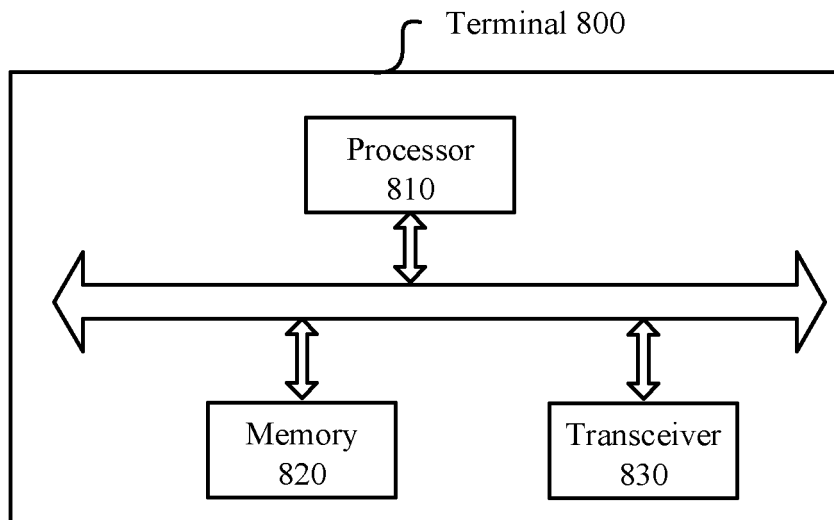 Terminal 800
Processor
810
Memory
820
Transceiver
830